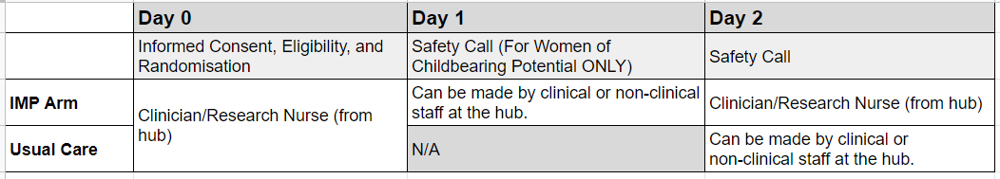 Day 0
Day 1
Day 2
Informed Consent, Eligibility, and
Randomisation
Safety Call (For Women of
Childbearing Potential ONLY)
Safety Call
IMP Arm
Clinician/Research Nurse (from
hub)
Can be made by clinical or non-clinical
staff at the hub.
Clinician/Research Nurse (from hub)
Usual Care
N/A
Can be made by clinical or
non-clinical staff at the hub.